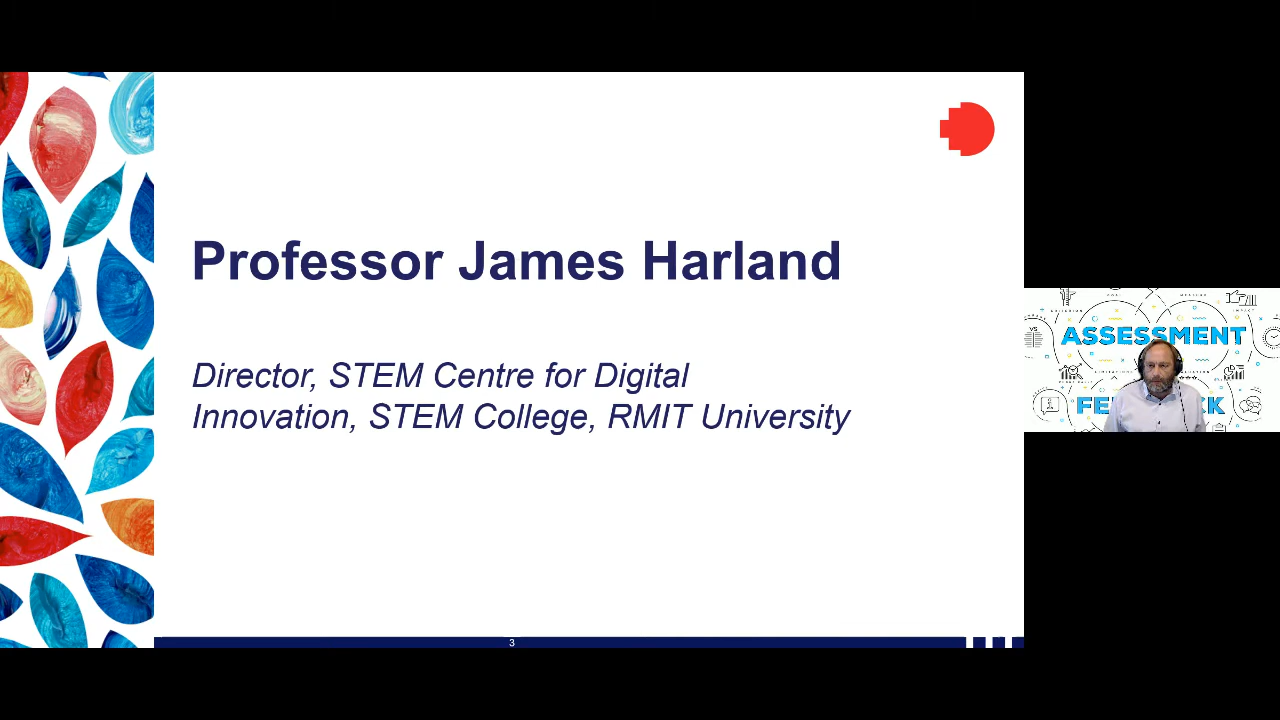 Professor James Harland
Director, STEM Centre for Digital
Innovation, STEM College, RMIT University
3
ASSESSMENT